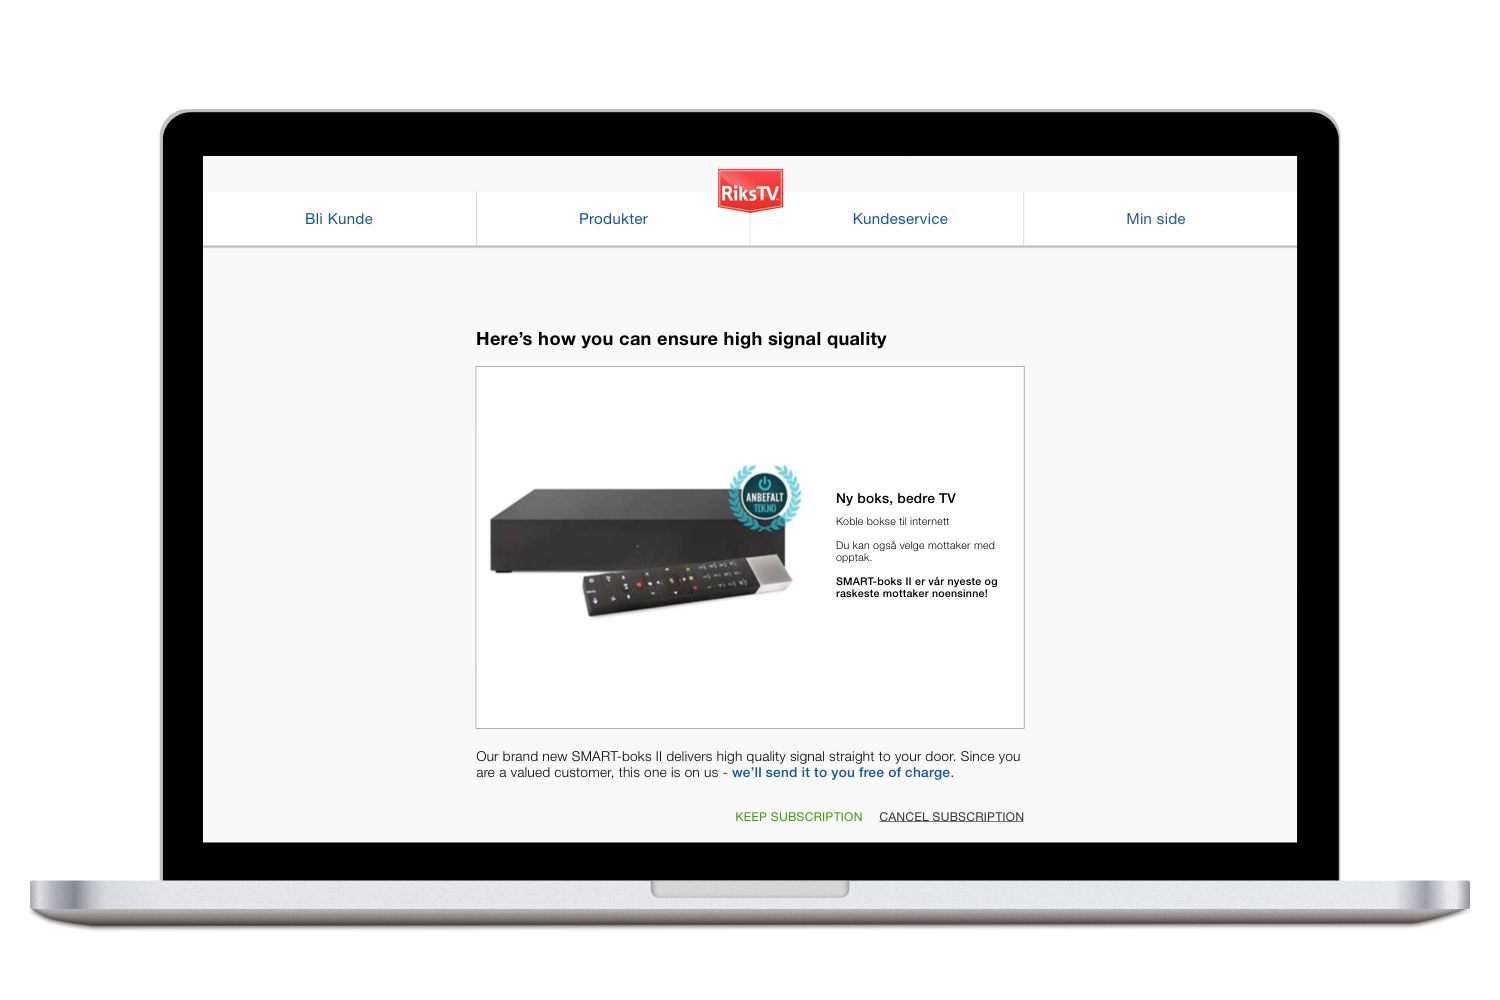 RiksTV
Bli Kunde
Produkter
Kundeservice
Min side
Here’s how you can ensure high signal quality
ANBEFALT
TEK.NO
Ny boks, bedre TV
Koble bokse til internett
Du kan også velge mottaker med
opptak.
SMART-boks II er vår nyeste og
raskeste mottaker noensinne!
Our brand new SMART-boks II delivers high quality signal straight to your door. Since you
are a valued customer, this one is on us - we’ll send it to you free of charge.
KEEP SUBSCRIPTION
CANCEL SUBSCRIPTION